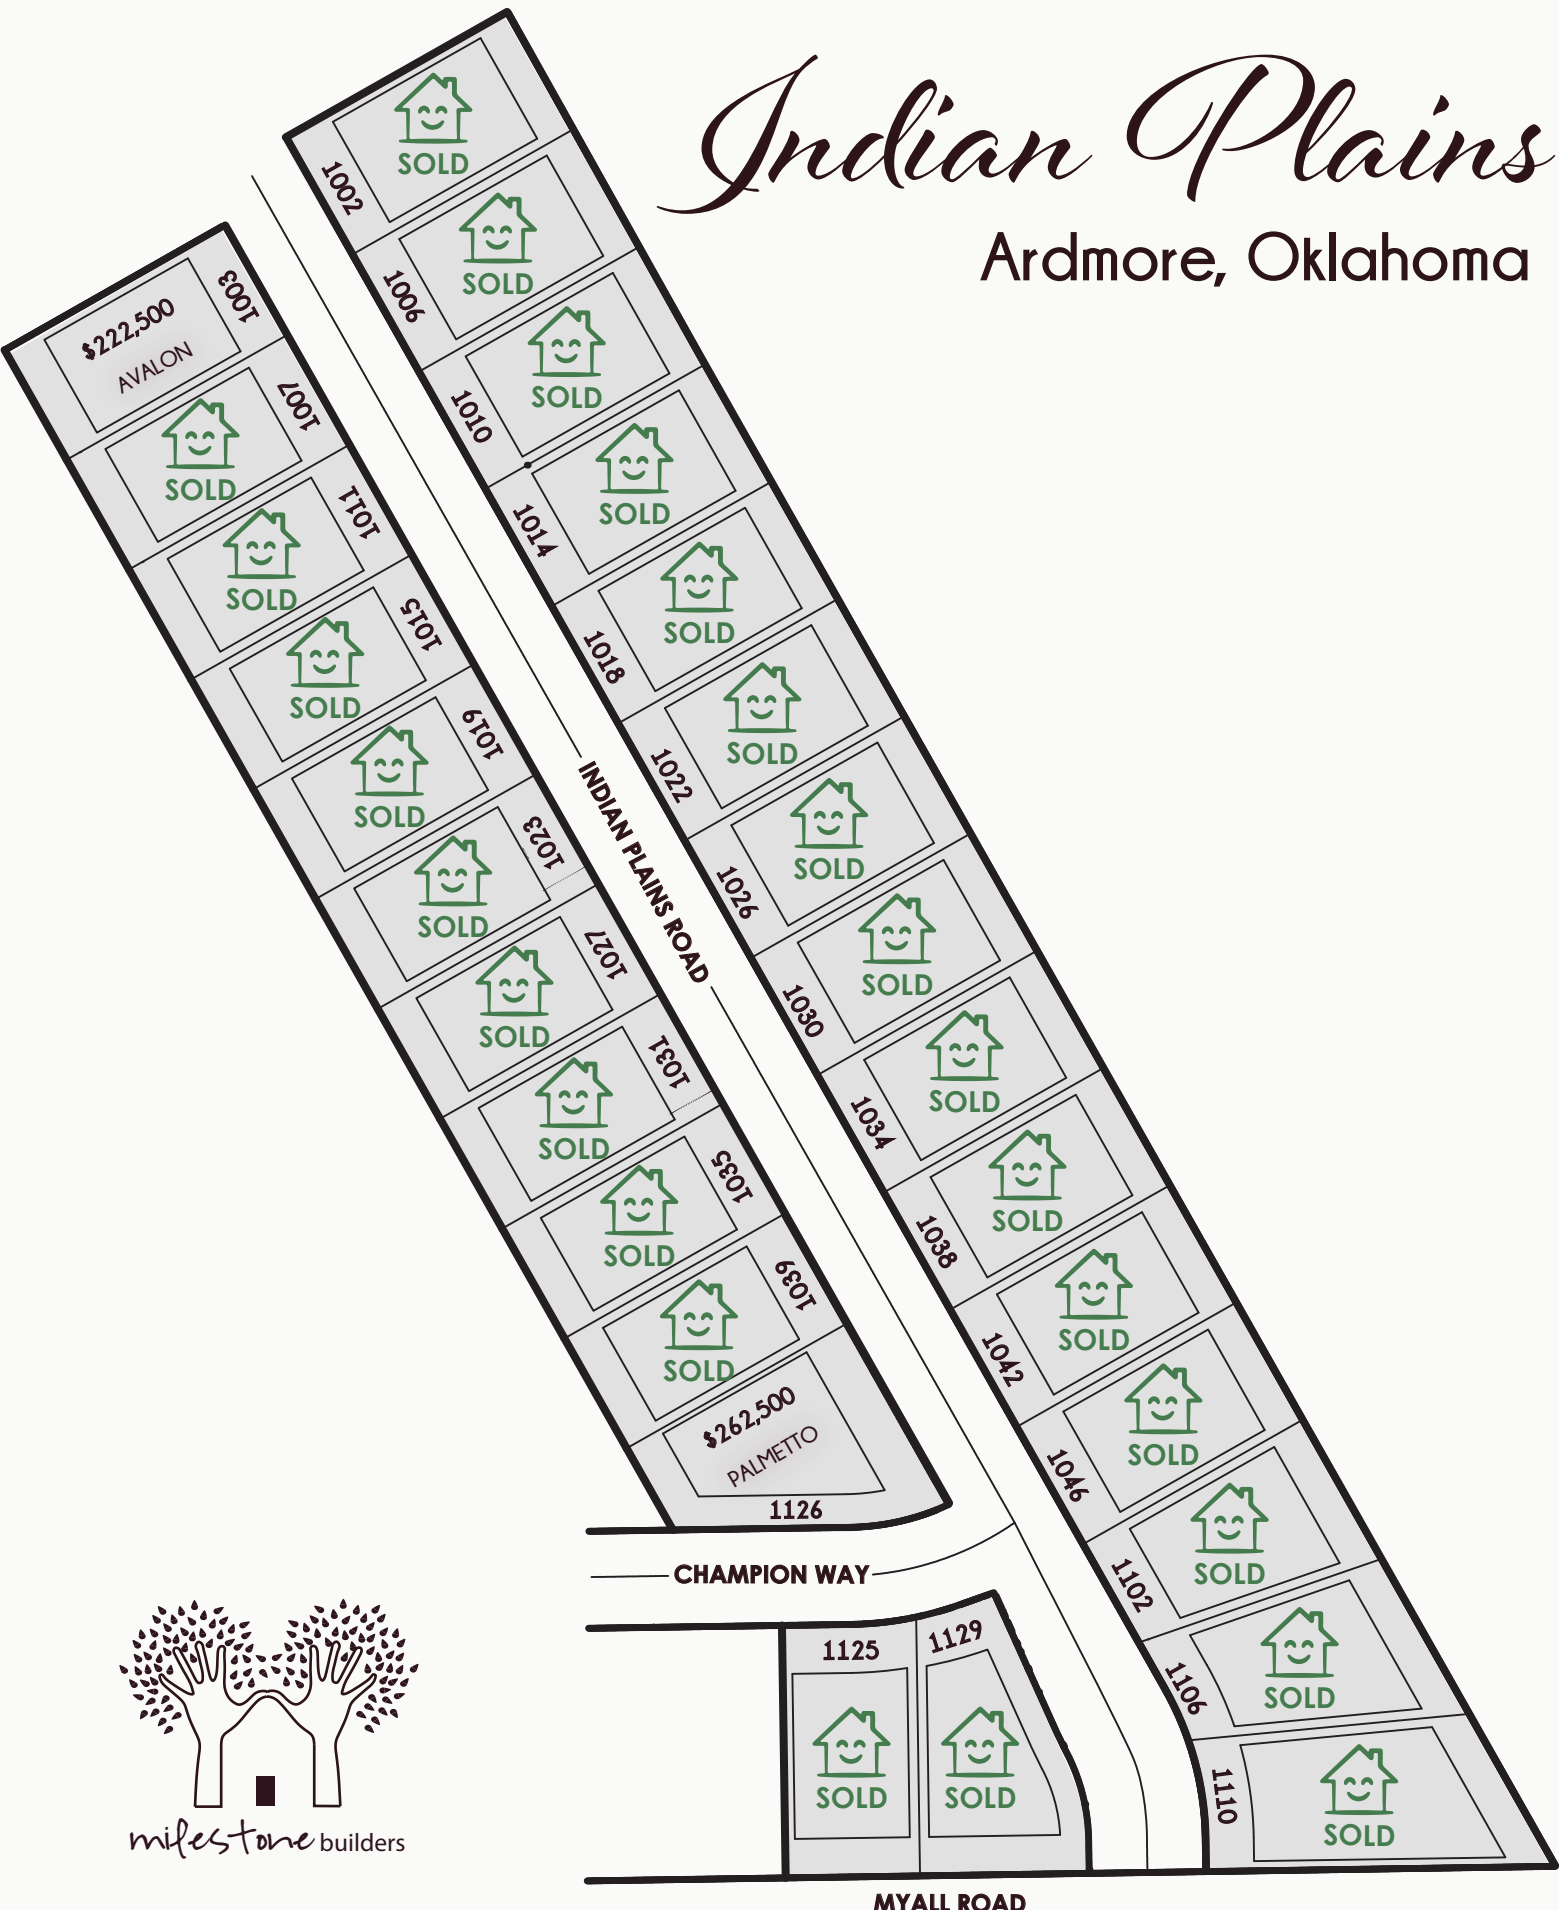 Indian Plains
Ardmore, Oklahoma
1002
SOLD
1006
SOLD
1010
SOLD
1014
SOLD
1018
SOLD
1022
SOLD
1026
SOLD
1030
SOLD
1034
SOLD
1038
SOLD
1042
SOLD
1046
SOLD
1102
SOLD
1106
SOLD
1110
SOLD
1003
$222,500
AVALON
1007
SOLD
1011
SOLD
1015
SOLD
1019
SOLD
1023
SOLD
1027
SOLD
1031
SOLD
1035
SOLD
1039
SOLD
$262,500
PALMETTO
1126
INDIAN PLAINS ROAD
CHAMPION WAY
1125
SOLD
1129
SOLD
MYALL ROAD
milestone builders